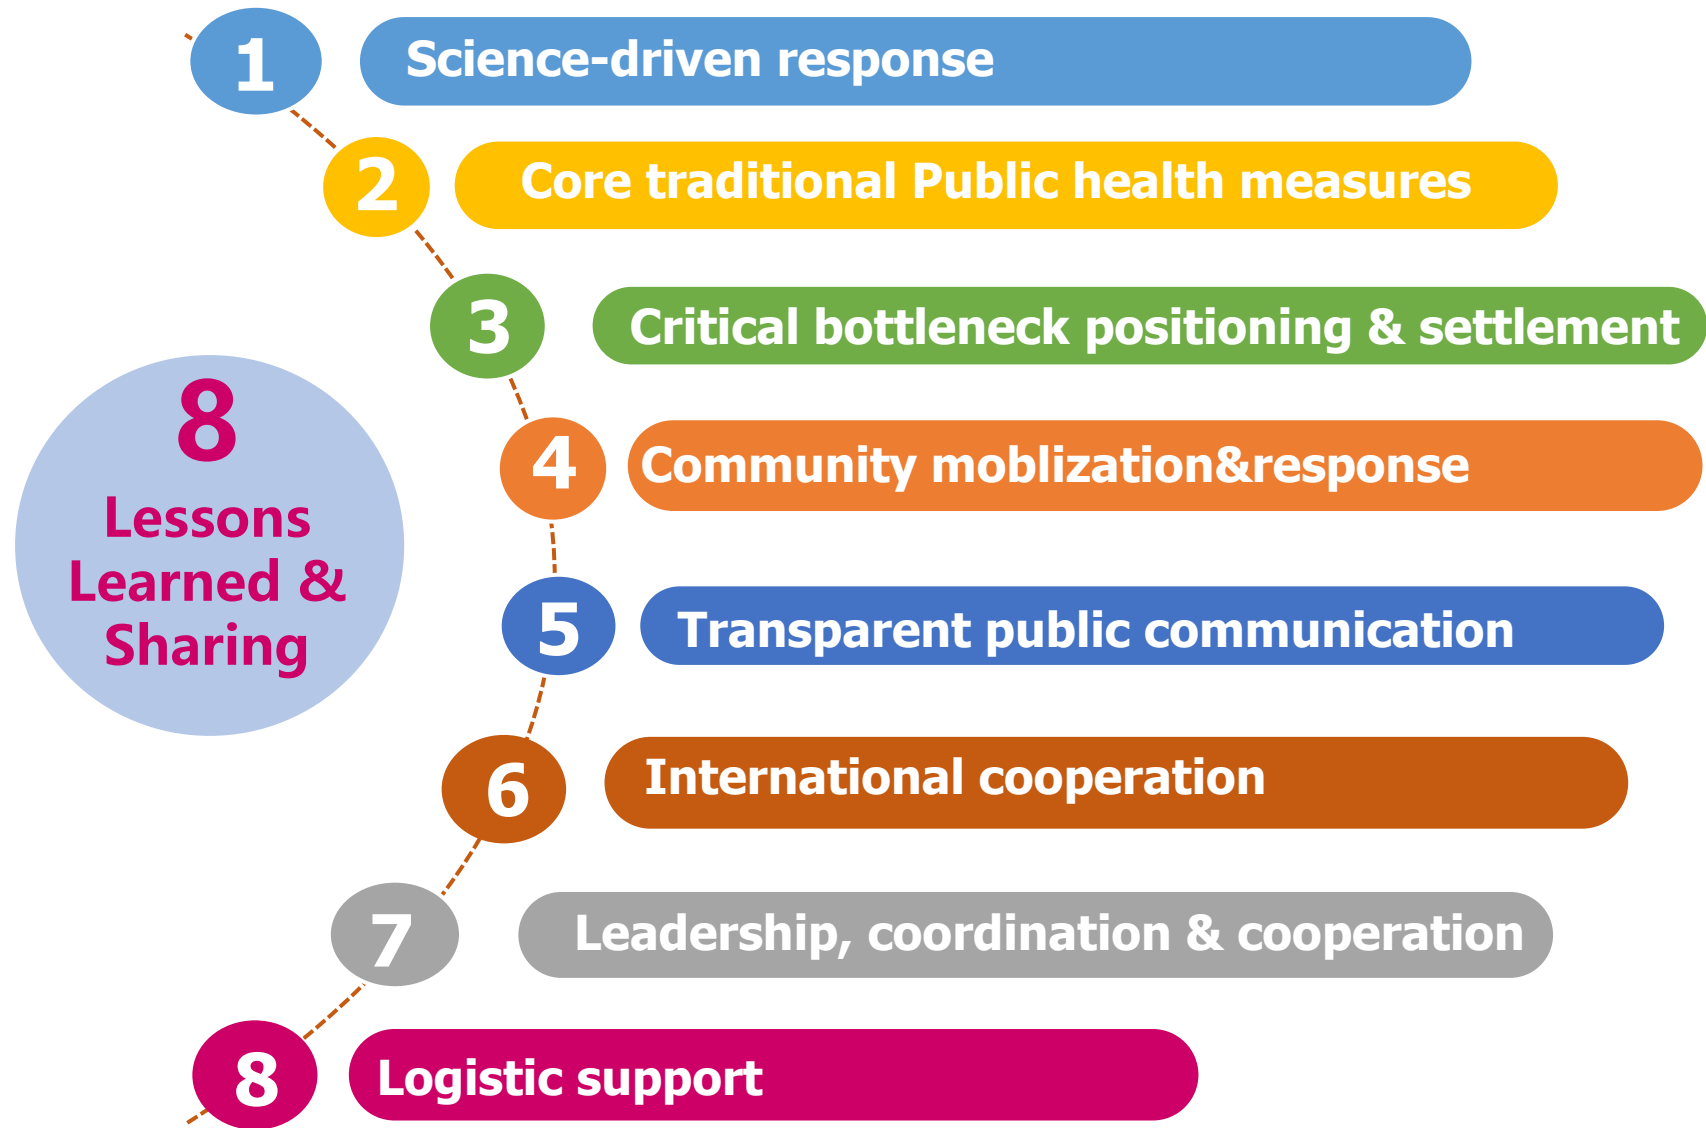 1
Science-driven response
2
Core traditional Public health measures
3
Critical bottleneck positioning & settlement
4
Community moblization&response
8
Lessons
Learned &
Sharing
5
Transparent public communication
6
International cooperation
7
Leadership, coordination & cooperation
8
Logistic support